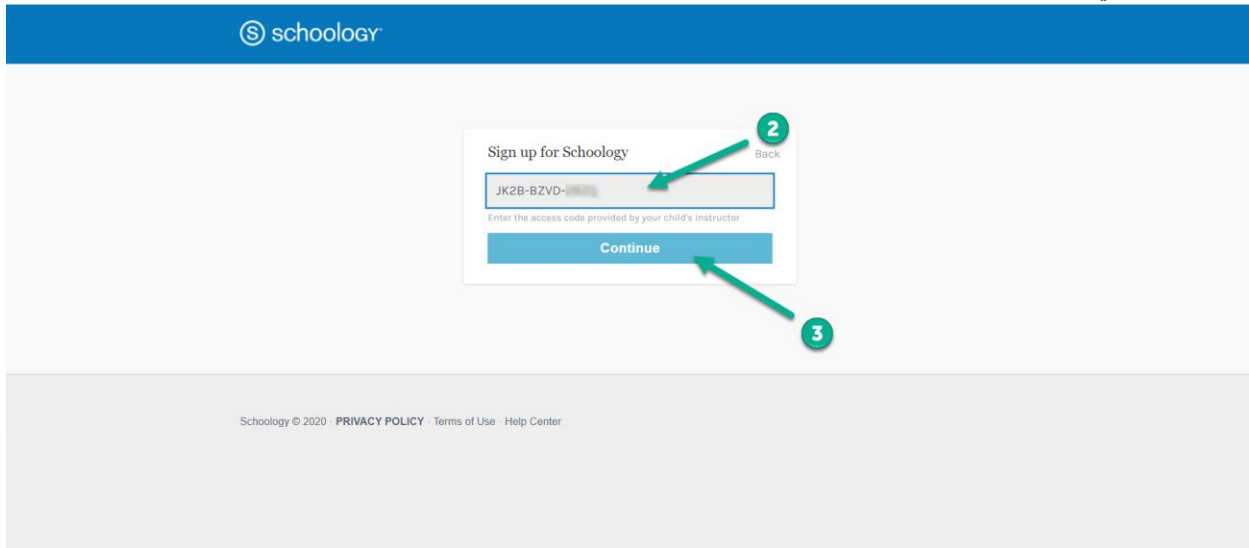 schoology
2
Sign up for Schoology
Back
JK2B-BZVD-
Enter the access code provided by your child's instructor
Continue
3
Schoology © 2020 · PRIVACY POLICY · Terms of Use · Help Center